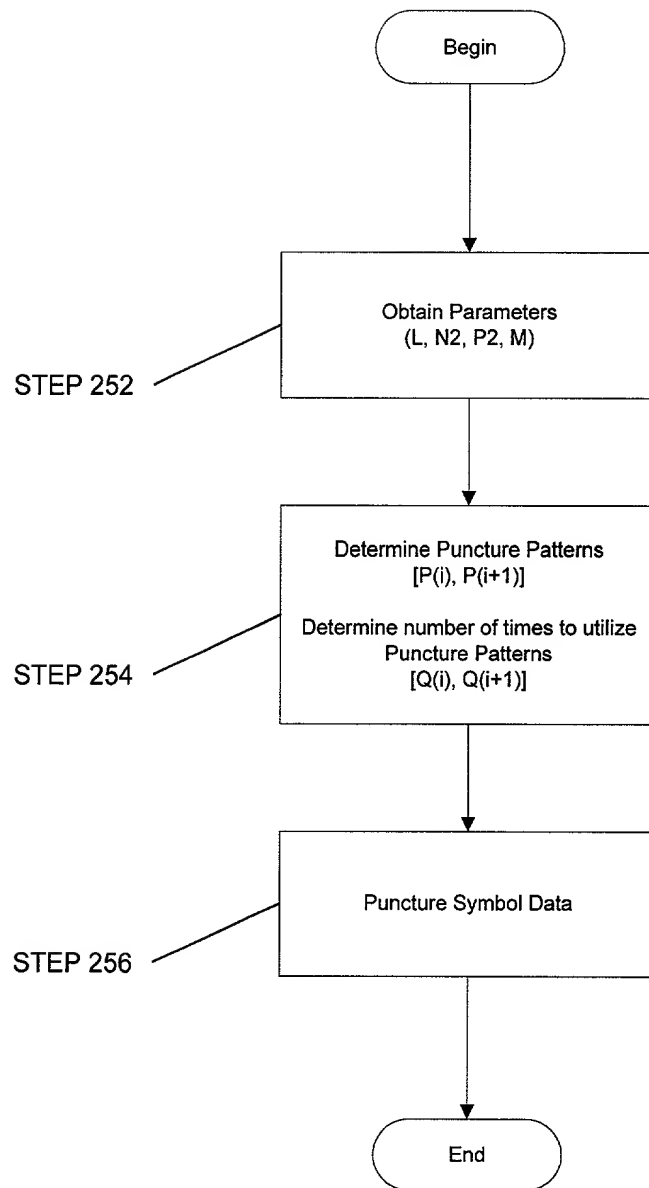 Begin
Obtain Parameters
(L, N2, P2, M)
STEP 252
Determine Puncture Patterns
[P(i), P(i+1)]
Determine number of times to utilize
Puncture Patterns
[Q(i), Q(i+1)]
STEP 254
Puncture Symbol Data
STEP 256
End